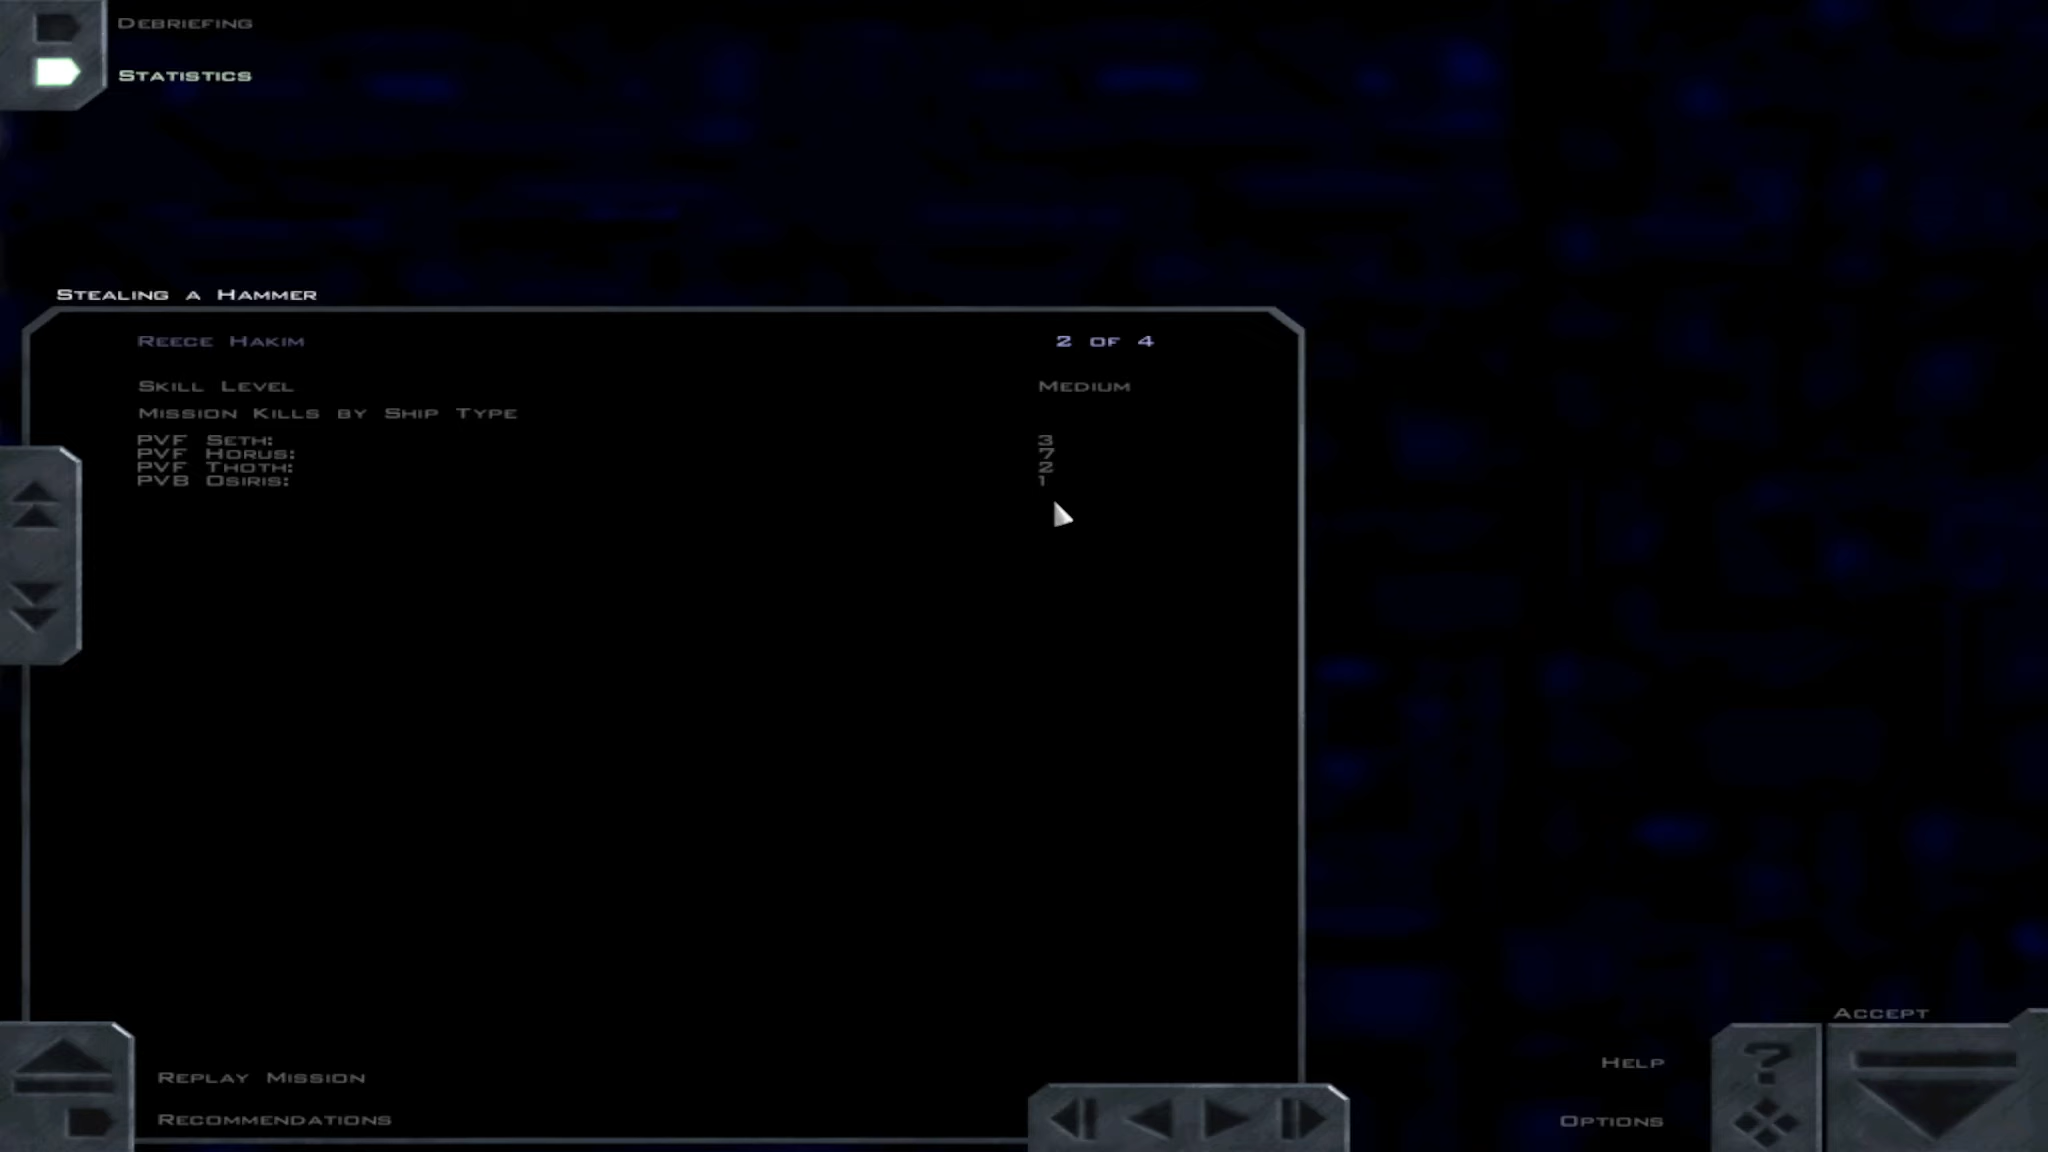 Debriefing
Statistics
Stealing a Hammer
Reece Hakim 2 of 4
Skill Level Medium
Mission Kills by Ship Type
PVF Seth: 3
PVF Horus: 7
PVF Thoth: 2
PVB Osiris: 1
Accept
Help
Replay Mission
Recommendations
Options
?